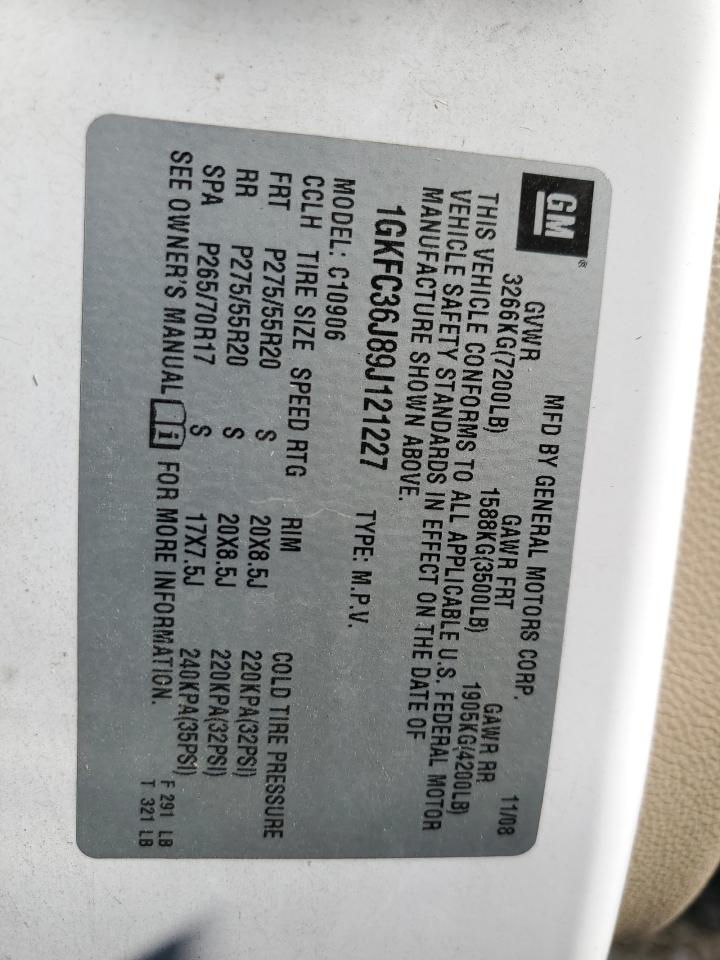 GM®
MFD BY GENERAL MOTORS CORP. 11/08
GVWR GAWR FRT GAWR RR
3266KG(7200LB) 1588KG(3500LB) 1905KG(4200LB)
THIS VEHICLE CONFORMS TO ALL APPLICABLE U.S. FEDERAL MOTOR
VEHICLE SAFETY STANDARDS IN EFFECT ON THE DATE OF
MANUFACTURE SHOWN ABOVE.
1GKFC36J89J121227 TYPE: M.P.V.
MODEL: C10906
CCLH TIRE SIZE SPEED RTG RIM COLD TIRE PRESSURE
FRT P275/55R20 S 20X8.5J 220KPA(32PSI)
RR P275/55R20 S 20X8.5J 220KPA(32PSI)
SPA P265/70R17 S 17X7.5J 240KPA(35PSI)
SEE OWNER'S MANUAL i FOR MORE INFORMATION.
F 291 LB
T 321 LB